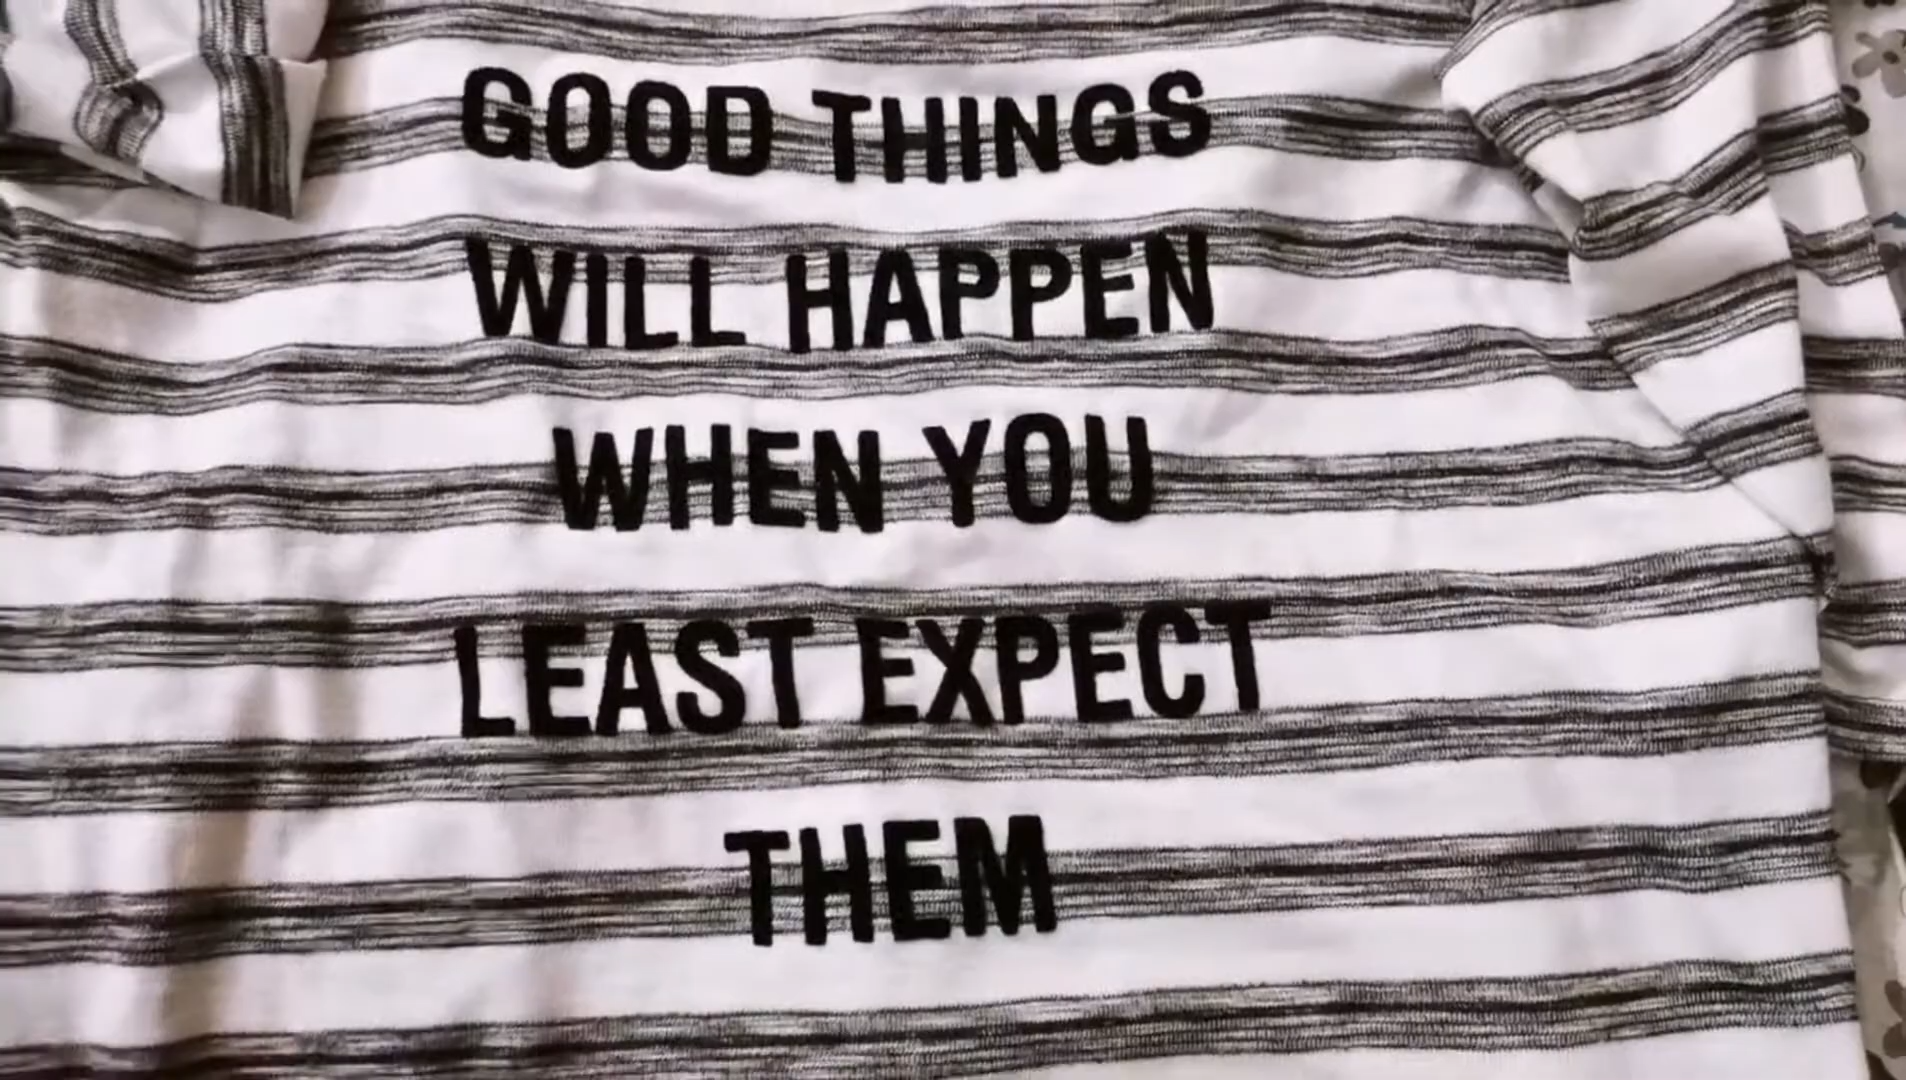 GOOD THINGS
WILL HAPPEN
WHEN YOU
LEAST EXPECT
THEM